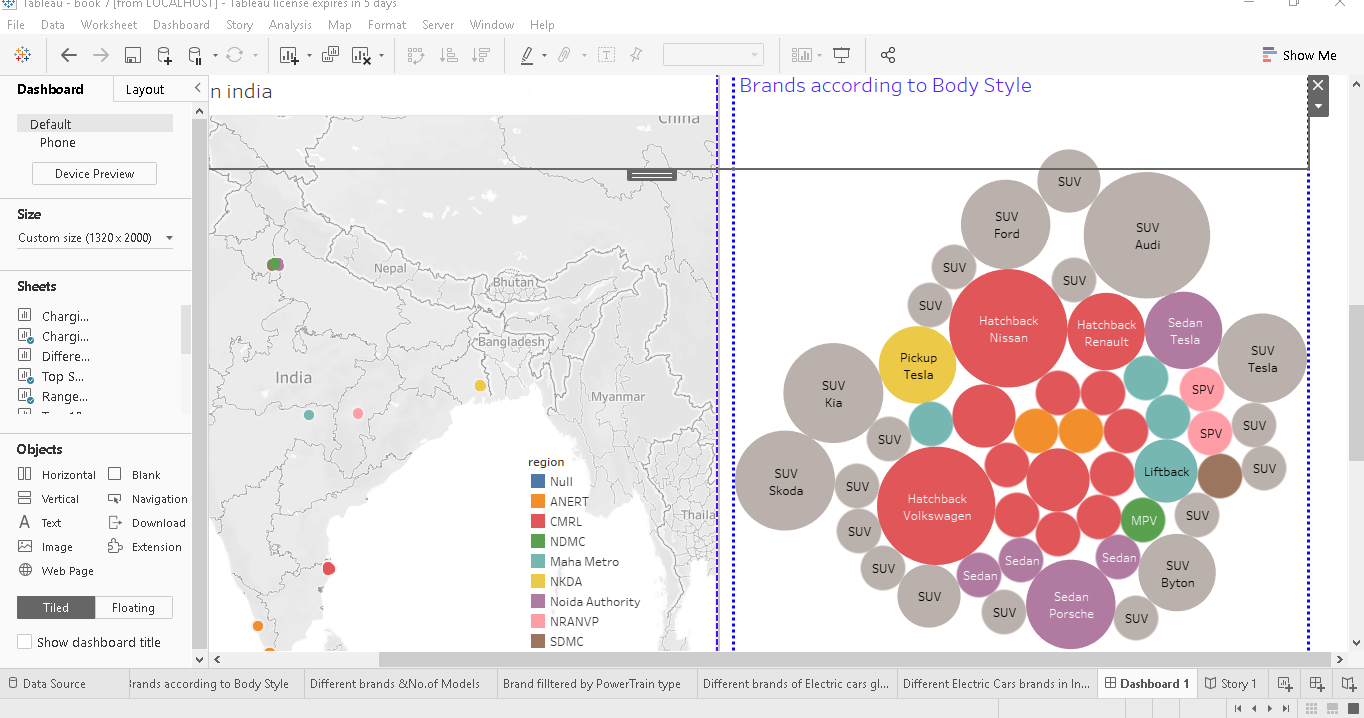 Tableau - book 7 [from LOCALHOST] - Tableau license expires in 5 days
File Data Worksheet Dashboard Story Analysis Map Format Server Window Help
Show Me
Dashboard
Layout
Default
Phone
Device Preview
Size
Custom size (1320 x 2000)
Sheets
Chargi...
Chargi...
Differe...
Top S...
Range...
Objects
Horizontal Blank
Vertical Navigation
Text Download
Image Extension
Web Page
Tiled Floating
Show dashboard title
n india
China
Nepal
Bhutan
Bangladesh
India
Myanmar
Thaila
region
Null
ANERT
CMRL
NDMC
Maha Metro
NKDA
Noida Authority
NRANVP
SDMC
Brands according to Body Style
SUV
SUV
Ford
SUV
Audi
SUV
SUV
SUV
Hatchback
Nissan
Hatchback
Renault
Sedan
Tesla
SUV
Tesla
Pickup
Tesla
SUV
Kia
SPV
SUV
SPV
SUV
SUV
Skoda
SUV
Liftback
SUV
Hatchback
Volkswagen
MPV
SUV
SUV
SUV
Sedan
Sedan
Sedan
SUV
Byton
SUV
SUV
Sedan
Porsche
SUV
Data Source
Brands according to Body Style
Different brands &No.of Models
Brand filltered by PowerTrain type
Different brands of Electric cars gl...
Different Electric Cars brands in In...
Dashboard 1
Story 1